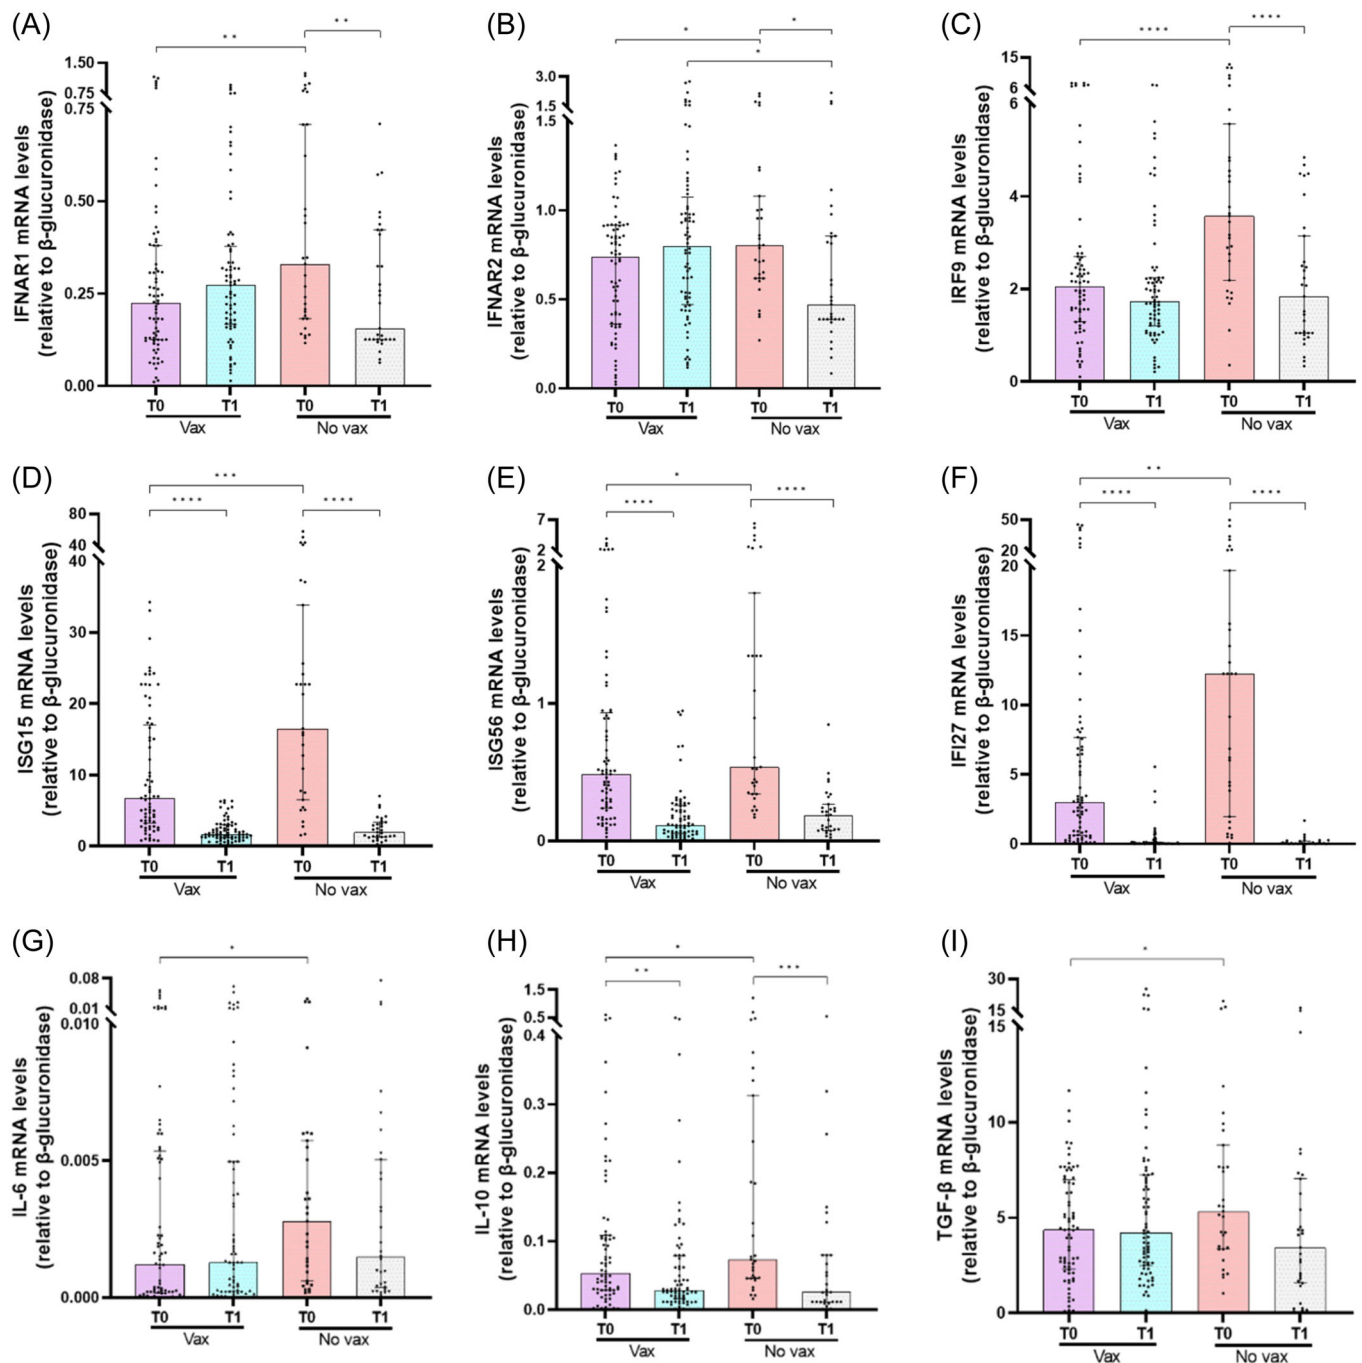 (A)
IFNAR1 mRNA levels
(relative to β-glucuronidase)
1.50
0.75
0.75
0.50
0.25
0.00
**
**
T0 T1 T0 T1
Vax No vax
(B)
IFNAR2 mRNA levels
(relative to β-glucuronidase)
3.0
1.5
1.5
1.0
0.5
0.0
*
*
*
T0 T1 T0 T1
Vax No vax
(C)
IRF9 mRNA levels
(relative to β-glucuronidase)
15
6
6
4
2
0
****
****
T0 T1 T0 T1
Vax No vax
(D)
ISG15 mRNA levels
(relative to β-glucuronidase)
80
40
40
30
20
10
0
***
****
****
T0 T1 T0 T1
Vax No vax
(E)
ISG56 mRNA levels
(relative to β-glucuronidase)
7
2
2
1
0
*
****
****
T0 T1 T0 T1
Vax No vax
(F)
IFI27 mRNA levels
(relative to β-glucuronidase)
50
20
20
15
10
5
0
**
****
****
T0 T1 T0 T1
Vax No vax
(G)
IL-6 mRNA levels
(relative to β-glucuronidase)
0.08
0.01
0.010
0.005
0.000
*
T0 T1 T0 T1
Vax No vax
(H)
IL-10 mRNA levels
(relative to β-glucuronidase)
1.5
0.5
0.4
0.3
0.2
0.1
0.0
*
**
***
T0 T1 T0 T1
Vax No vax
(I)
TGF-β mRNA levels
(relative to β-glucuronidase)
30
15
15
10
5
0
*
T0 T1 T0 T1
Vax No vax